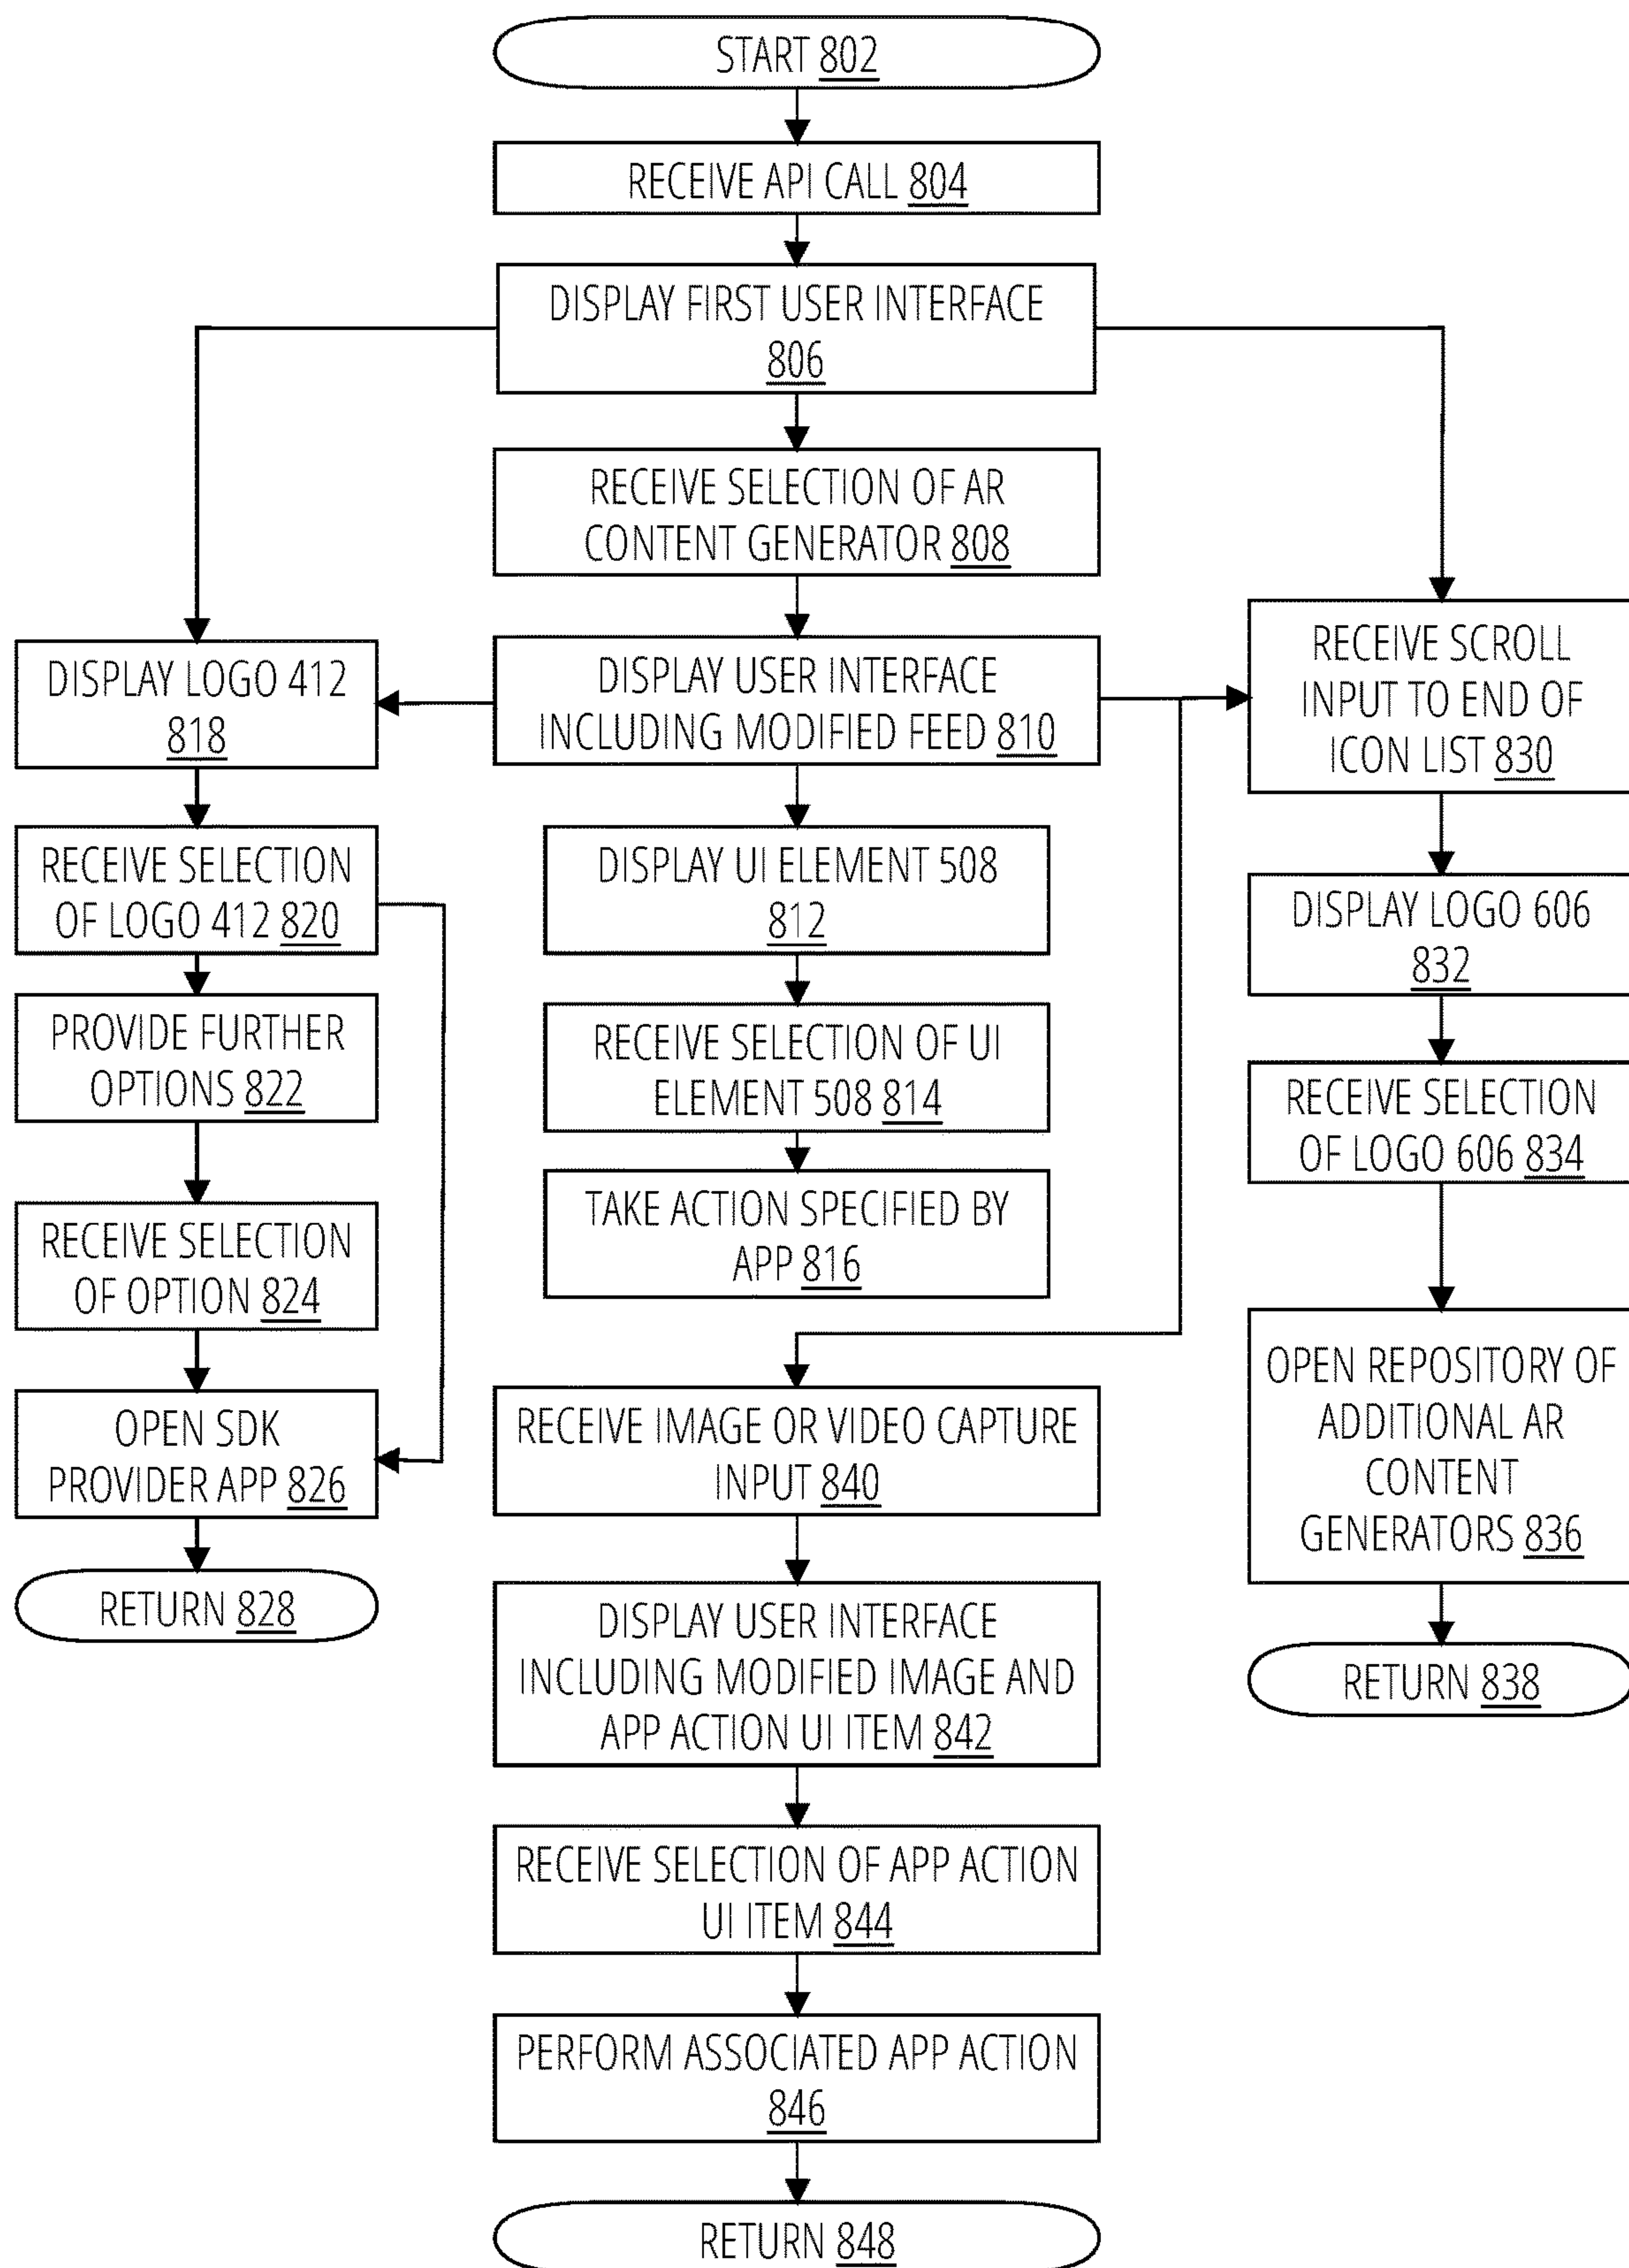 START 802
RECEIVE API CALL 804
DISPLAY FIRST USER INTERFACE
806
RECEIVE SELECTION OF AR
CONTENT GENERATOR 808
DISPLAY USER INTERFACE
INCLUDING MODIFIED FEED 810
DISPLAY UI ELEMENT 508
812
RECEIVE SELECTION OF UI
ELEMENT 508 814
TAKE ACTION SPECIFIED BY
APP 816
DISPLAY LOGO 412
818
RECEIVE SELECTION
OF LOGO 412 820
PROVIDE FURTHER
OPTIONS 822
RECEIVE SELECTION
OF OPTION 824
OPEN SDK
PROVIDER APP 826
RETURN 828
RECEIVE SCROLL
INPUT TO END OF
ICON LIST 830
DISPLAY LOGO 606
832
RECEIVE SELECTION
OF LOGO 606 834
OPEN REPOSITORY OF
ADDITIONAL AR
CONTENT
GENERATORS 836
RETURN 838
RECEIVE IMAGE OR VIDEO CAPTURE
INPUT 840
DISPLAY USER INTERFACE
INCLUDING MODIFIED IMAGE AND
APP ACTION UI ITEM 842
RECEIVE SELECTION OF APP ACTION
UI ITEM 844
PERFORM ASSOCIATED APP ACTION
846
RETURN 848